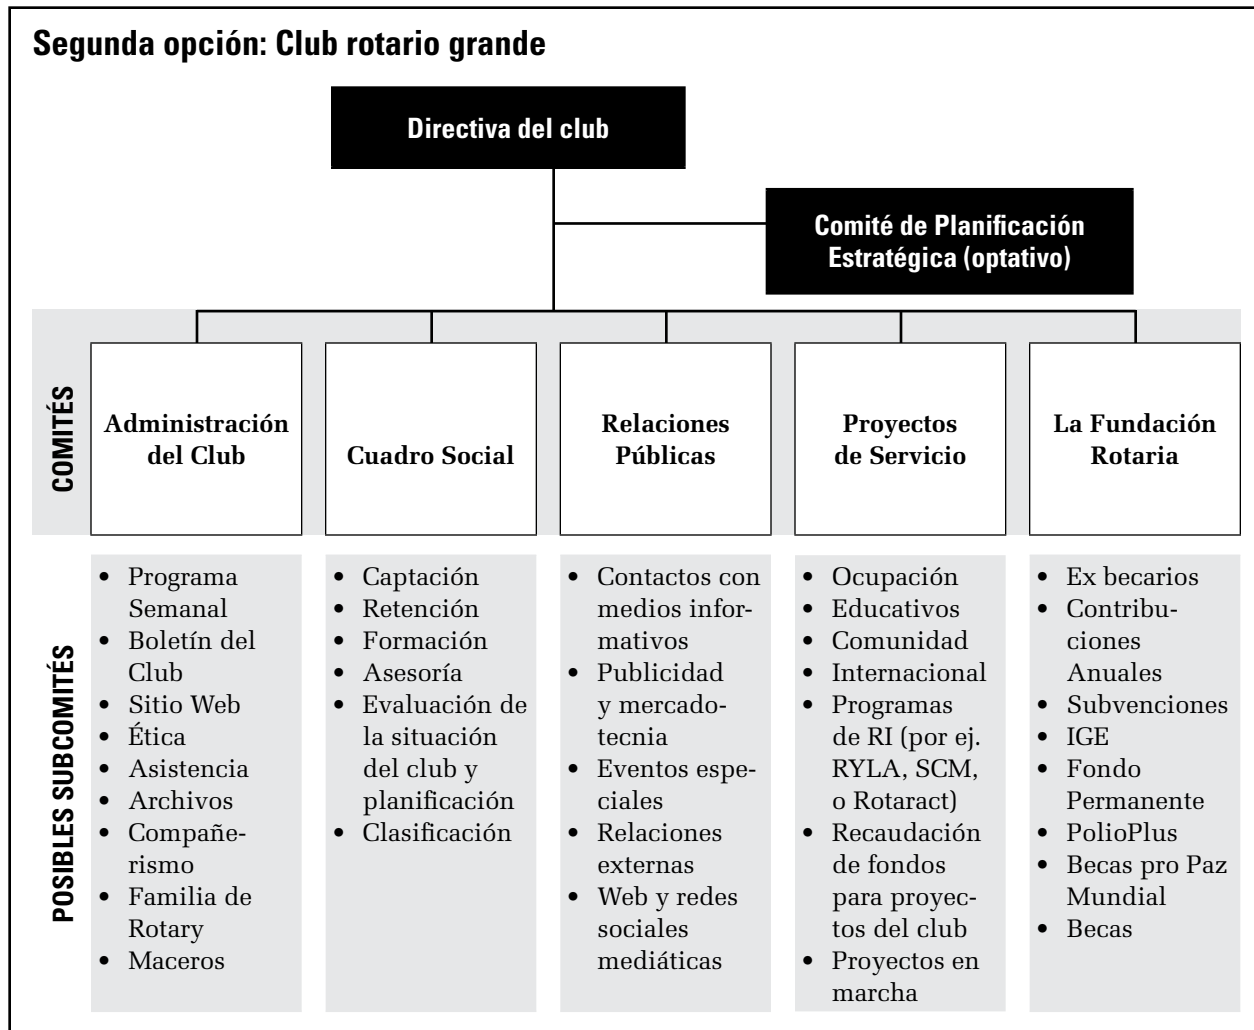 Segunda opción: Club rotario grande
Directiva del club
Comité de Planificación
Estratégica (optativo)
COMITÉS
Administración
del Club
Cuadro Social
Relaciones
Públicas
Proyectos
de Servicio
La Fundación
Rotaria
POSIBLES SUBCOMITÉS
• Programa
Semanal
• Boletín del
Club
• Sitio Web
• Ética
• Asistencia
• Archivos
• Compañe-
rismo
• Familia de
Rotary
• Maceros
• Captación
• Retención
• Formación
• Asesoría
• Evaluación de
la situación
del club y
planificación
• Clasificación
• Contactos con
medios infor-
mativos
• Publicidad
y mercado-
tecnia
• Eventos espe-
ciales
• Relaciones
externas
• Web y redes
sociales
mediáticas
• Ocupación
• Educativos
• Comunidad
• Internacional
• Programas
de RI (por ej.
RYLA, SCM,
o Rotaract)
• Recaudación
de fondos
para proyec-
tos del club
• Proyectos en
marcha
• Ex becarios
• Contribu-
ciones
Anuales
• Subvenciones
• IGE
• Fondo
Permanente
• PolioPlus
• Becas pro Paz
Mundial
• Becas